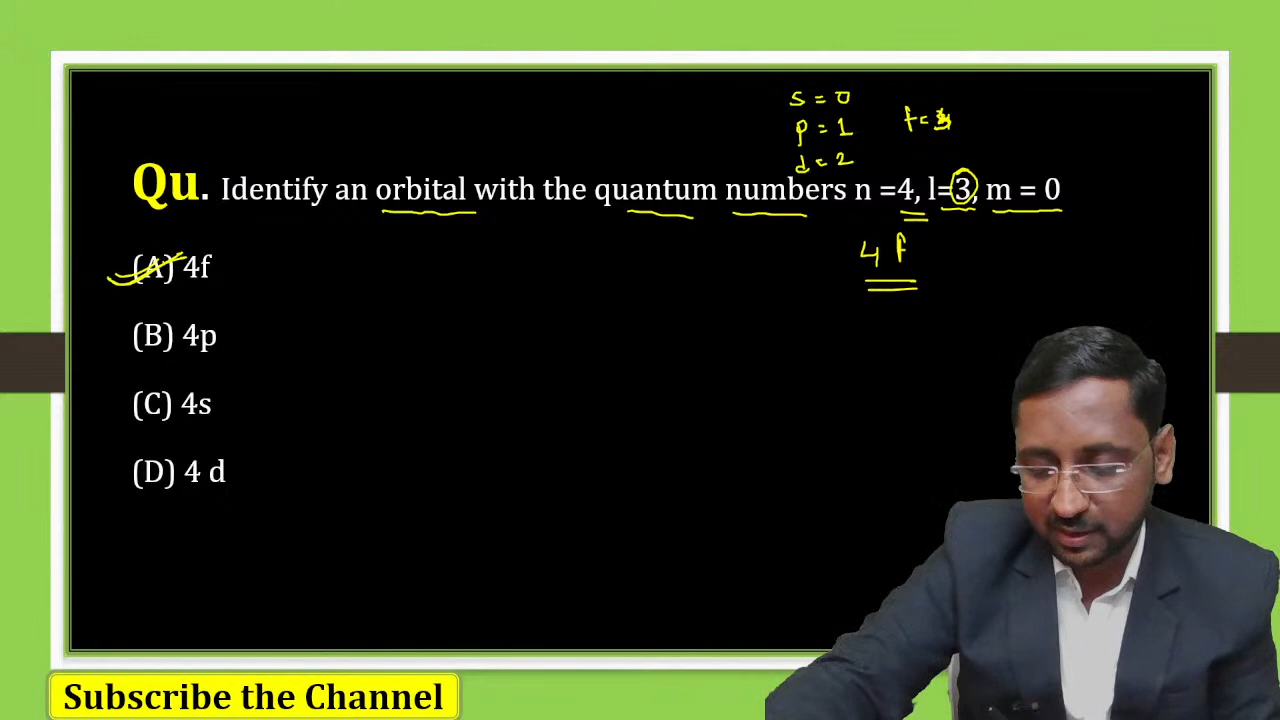 s = 0
p = 1
d = 2
f = 3
Qu. Identify an orbital with the quantum numbers n =4, l=3, m = 0
4 f
(A) 4f
(B) 4p
(C) 4s
(D) 4 d
Subscribe the Channel